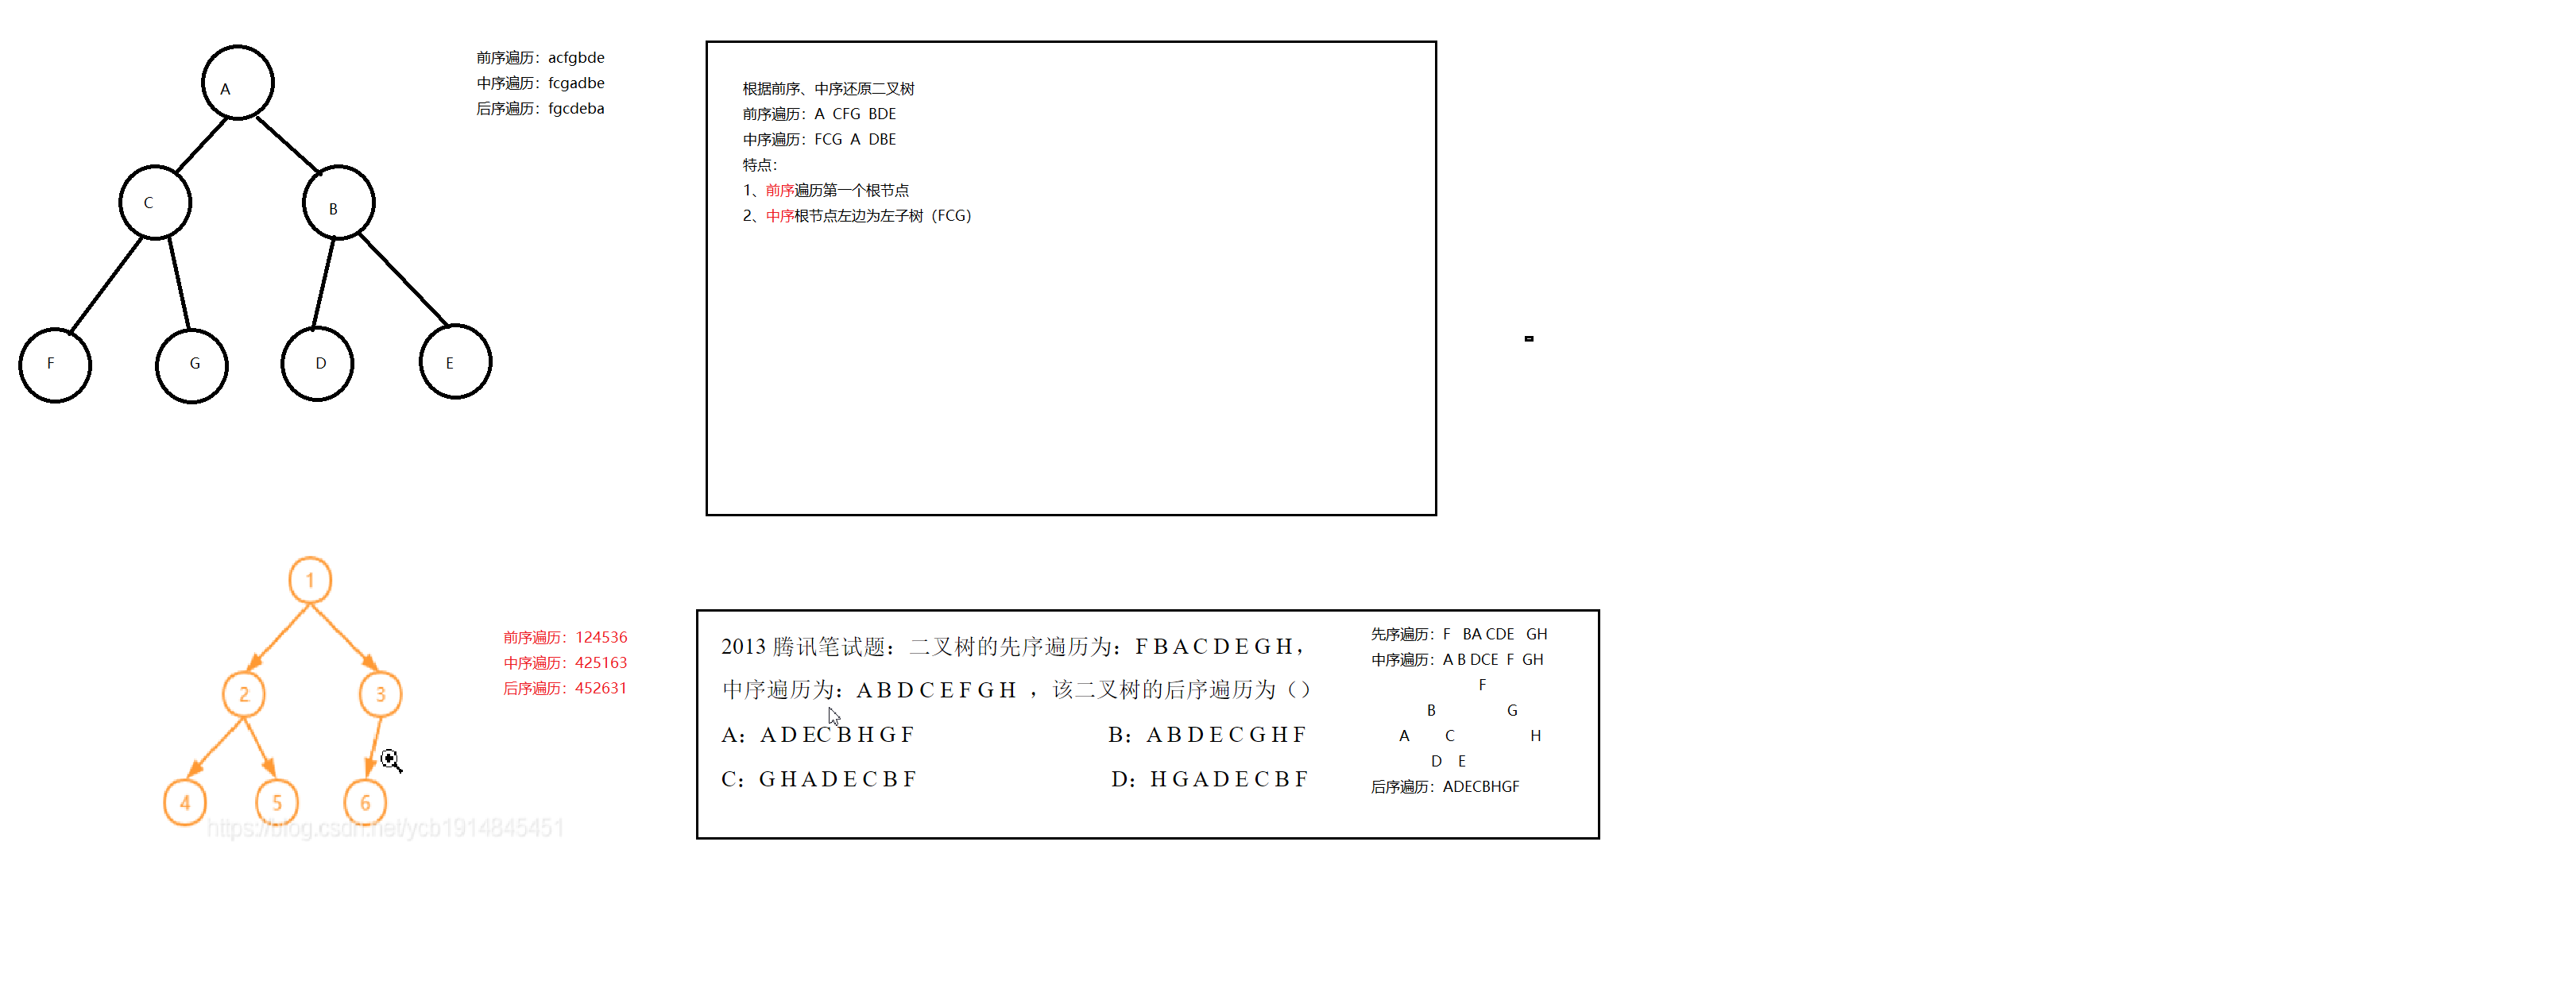 A
C
B
F
G
D
E
前序遍历：acfgbde
中序遍历：fcgadbe
后序遍历：fgcdeba
根据前序、中序还原二叉树
前序遍历：A  CFG  BDE
中序遍历：FCG  A  DBE
特点：
1、前序遍历第一个根节点
2、中序根节点左边为左子树（FCG）
1
2
3
4
5
6
https://blog.csdn.net/ycb1914845451
前序遍历：124536
中序遍历：425163
后序遍历：452631
2013 腾讯笔试题：二叉树的先序遍历为：F B A C D E G H，
中序遍历为：A B D C E F G H ，该二叉树的后序遍历为（）
A：A D E C B H G F B：A B D E C G H F
C：G H A D E C B F D：H G A D E C B F
先序遍历：F   BA CDE   GH
中序遍历：A B DCE  F  GH
F
B G
A C H
D E
后序遍历：ADECBHGF